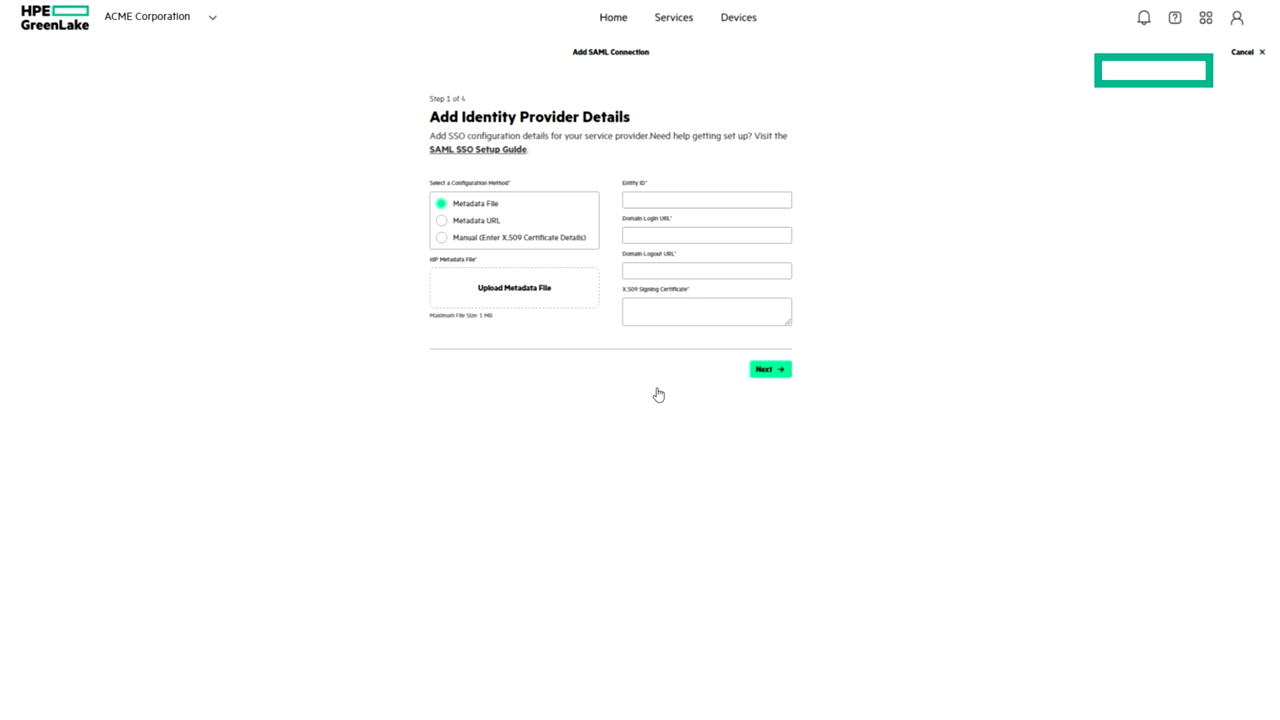 HPE
GreenLake
ACME Corporation
Home
Services
Devices
Add SAML Connection
Cancel
Step 1 of 4
Add Identity Provider Details
Add SSO configuration details for your service provider.Need help getting set up? Visit the
SAML SSO Setup Guide.
Select a Configuration Method*
Metadata File
Metadata URL
Manual (Enter X.509 Certificate Details)
IdP Metadata File*
Upload Metadata File
Maximum File Size: 1 MB
Entity ID*
Domain Login URL*
Domain Logout URL*
X.509 Signing Certificate*
Next